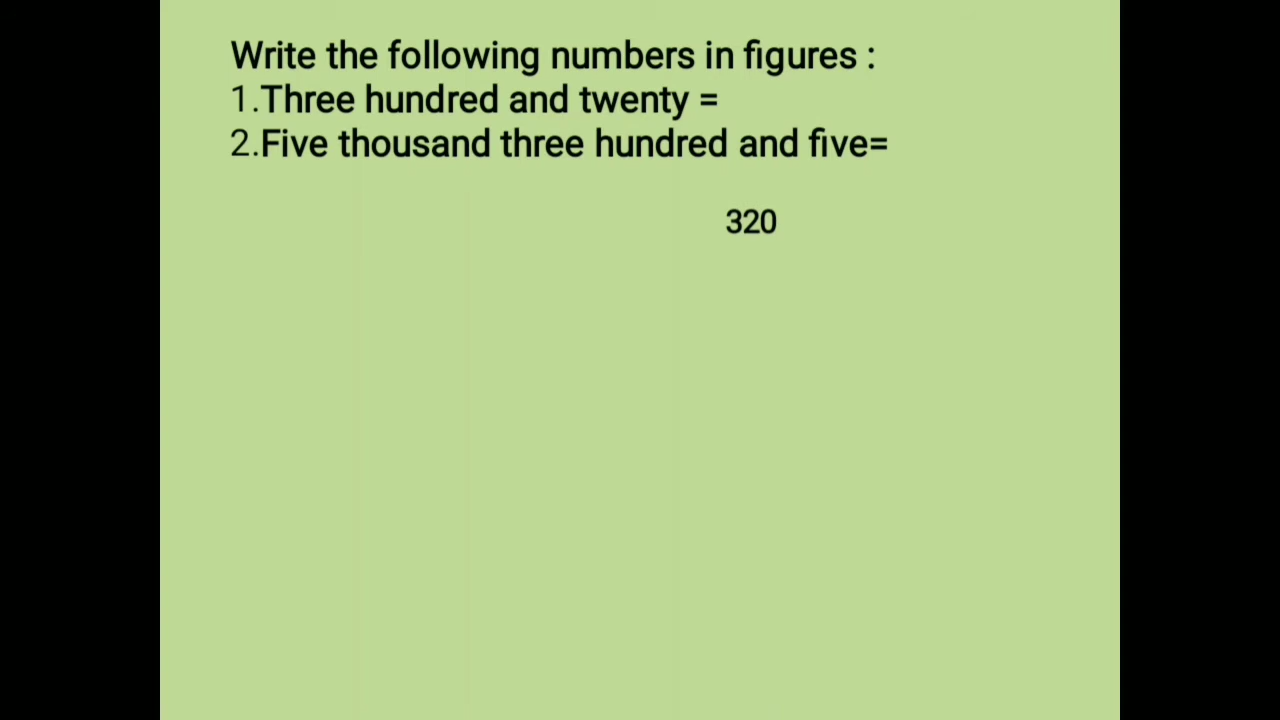 Write the following numbers in figures :
1.Three hundred and twenty =
2.Five thousand three hundred and five=
320